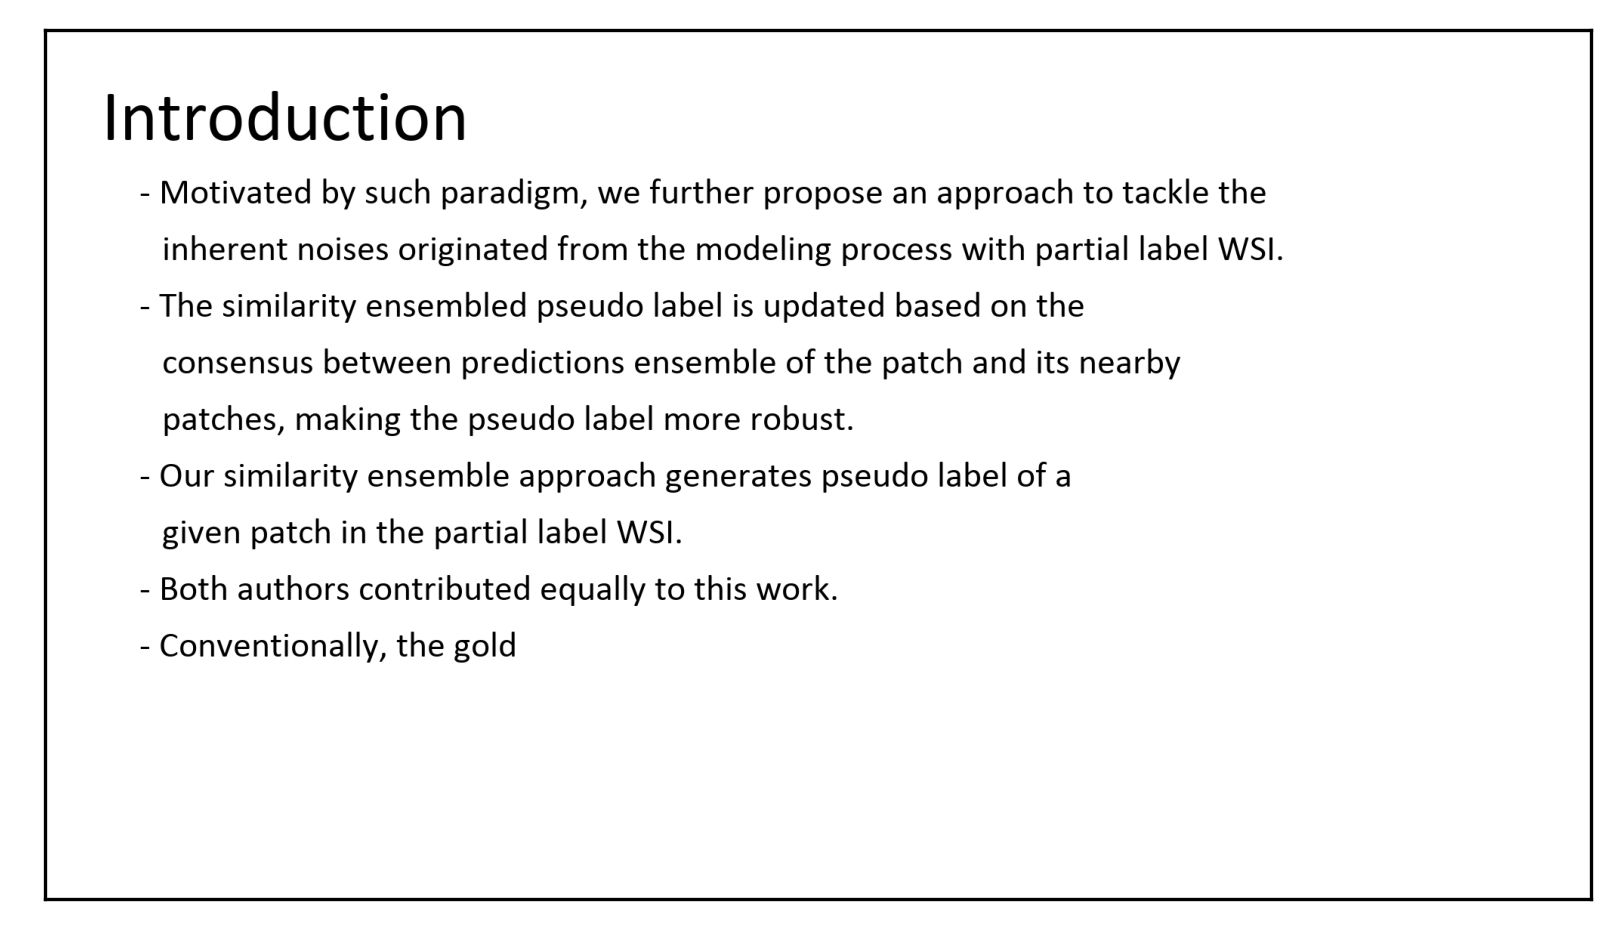 Introduction
- Motivated by such paradigm, we further propose an approach to tackle the
inherent noises originated from the modeling process with partial label WSI.
- The similarity ensembled pseudo label is updated based on the
consensus between predictions ensemble of the patch and its nearby
patches, making the pseudo label more robust.
- Our similarity ensemble approach generates pseudo label of a
given patch in the partial label WSI.
- Both authors contributed equally to this work.
- Conventionally, the gold